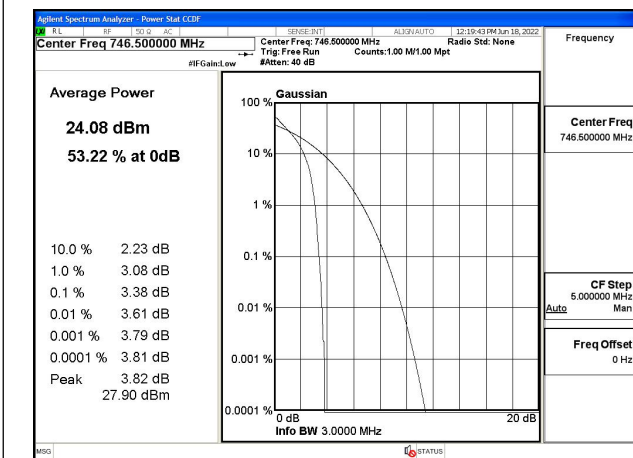 Agilent Spectrum Analyzer - Power Stat CCDF
RL RF 50 Ω AC SENSE:INT ALIGN AUTO 12:19:43 PM Jun 18, 2022
Center Freq 746.500000 MHz
Center Freq: 746.500000 MHz Radio Std: None
Trig: Free Run Counts:1.00 M/1.00 Mpt
#IFGain:Low #Atten: 40 dB
Frequency
Average Power
24.08 dBm
53.22 % at 0dB
10.0 % 2.23 dB
1.0 % 3.08 dB
0.1 % 3.38 dB
0.01 % 3.61 dB
0.001 % 3.79 dB
0.0001 % 3.81 dB
Peak 3.82 dB
27.90 dBm
Gaussian
100 %
10 %
1 %
0.1 %
0.01 %
0.001 %
0.0001 %
0 dB 20 dB
Info BW 3.0000 MHz
Center Freq
746.500000 MHz
CF Step
5.000000 MHz
Auto Man
Freq Offset
0 Hz
MSG STATUS